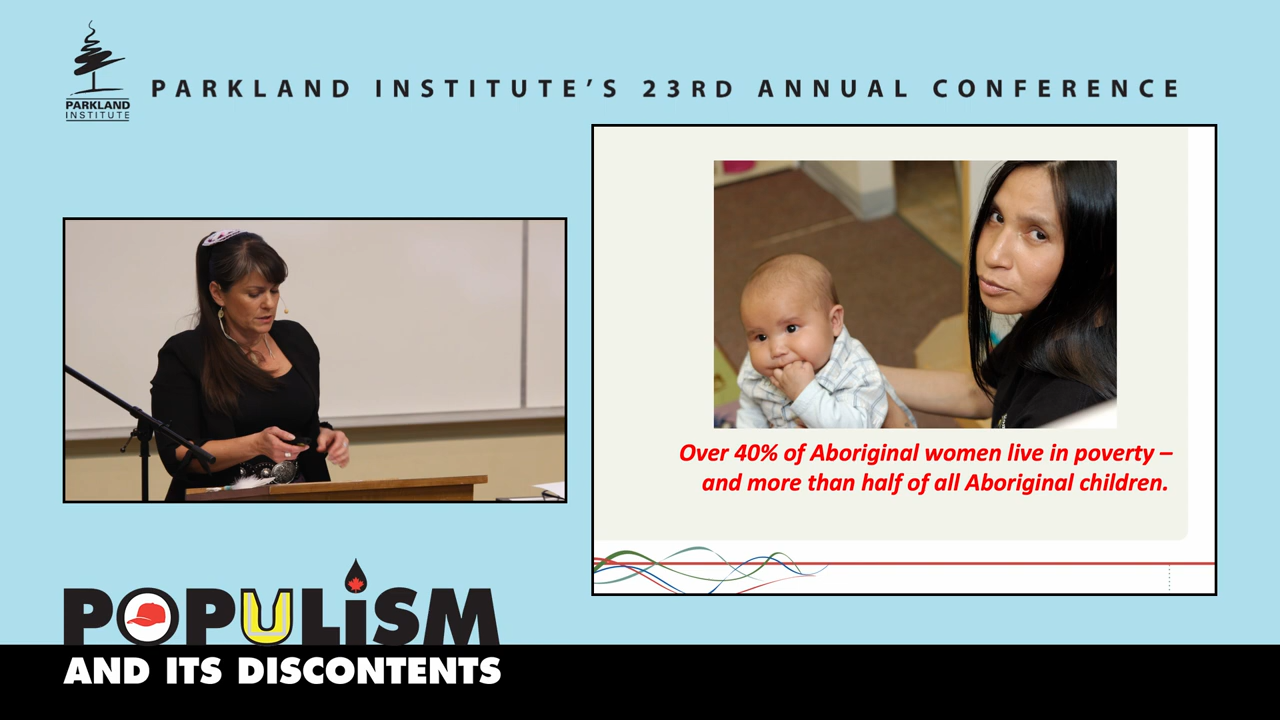 PARKLAND INSTITUTE
PARKLAND INSTITUTE'S 23RD ANNUAL CONFERENCE
Over 40% of Aboriginal women live in poverty –
and more than half of all Aboriginal children.
POPULiSM
AND ITS DISCONTENTS